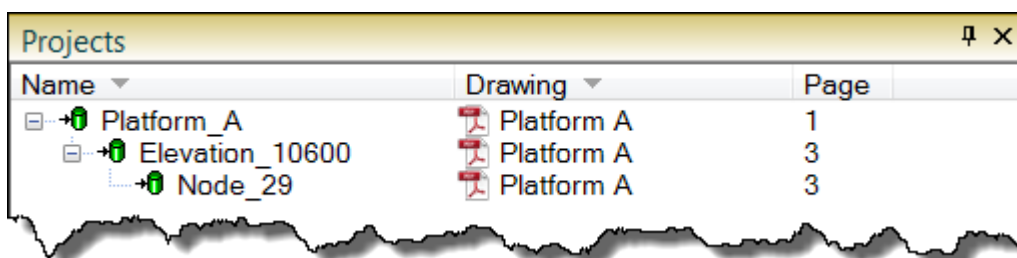 Projects
Name Drawing Page
Platform_A Platform A 1
Elevation_10600 Platform A 3
Node_29 Platform A 3